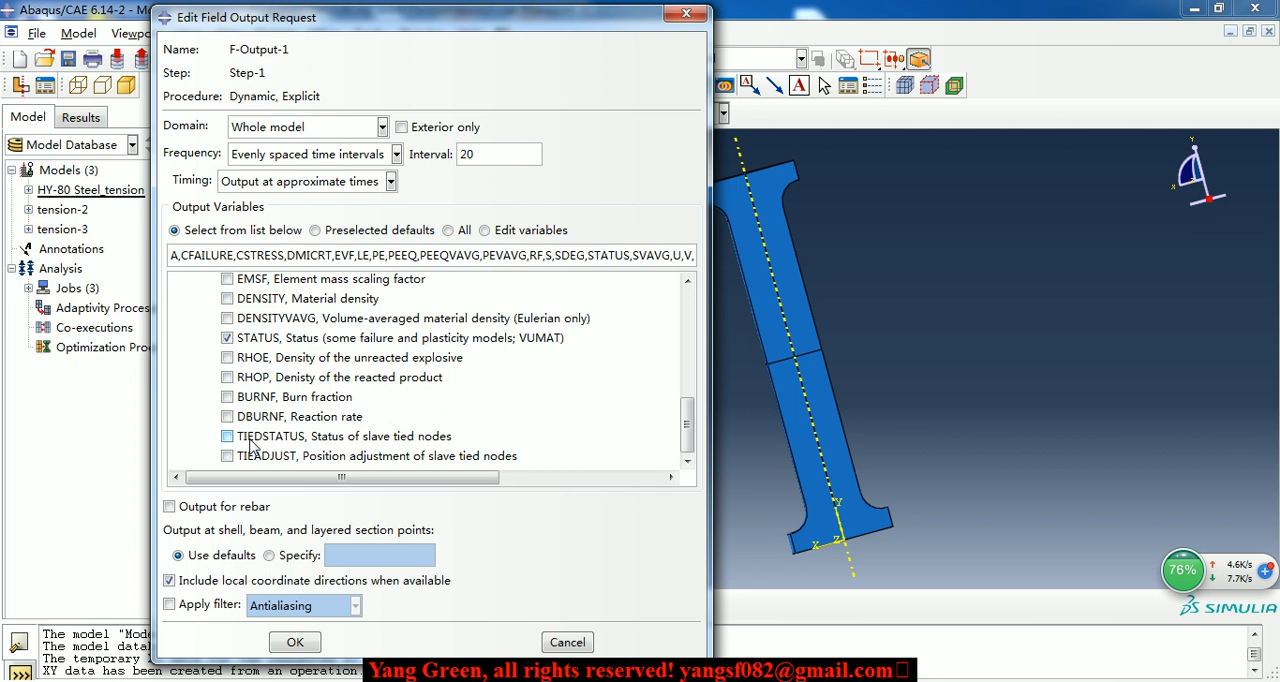 Abaqus/CAE 6.14-2 - Mo
Edit Field Output Request
File Model Viewpo
Name: F-Output-1
Step: Step-1
Procedure: Dynamic, Explicit
Model Results
Domain: Whole model Exterior only
Model Database
Frequency: Evenly spaced time intervals Interval: 20
Models (3)
Timing: Output at approximate times
HY-80 Steel_tension
tension-2
Output Variables
tension-3
Select from list below Preselected defaults All Edit variables
Annotations
A,CFAILURE,CSTRESS,DMICRT,EVF,LE,PE,PEEQ,PEEQVAVG,PEVAVG,RF,S,SDEG,STATUS,SVAVG,U,V,
Analysis
EMSF, Element mass scaling factor
Jobs (3)
DENSITY, Material density
Adaptivity Proces
DENSITYVAVG, Volume-averaged material density (Eulerian only)
Co-executions
STATUS, Status (some failure and plasticity models; VUMAT)
Optimization Pro
RHOE, Density of the unreacted explosive
RHOP, Denisty of the reacted product
BURNF, Burn fraction
DBURNF, Reaction rate
TIEDSTATUS, Status of slave tied nodes
TIEADJUST, Position adjustment of slave tied nodes
Output for rebar
Output at shell, beam, and layered section points:
Use defaults Specify:
Include local coordinate directions when available
Apply filter: Antialiasing
OK Cancel
A
A
Y
X
Z
Y
X Z
76% 4.6K/s
7.7K/s
SIMULIA
The model "Mode
The model datab
The temporary
XY data has been created from an operation.
Yang Green, all rights reserved! yangsf082@gmail.com